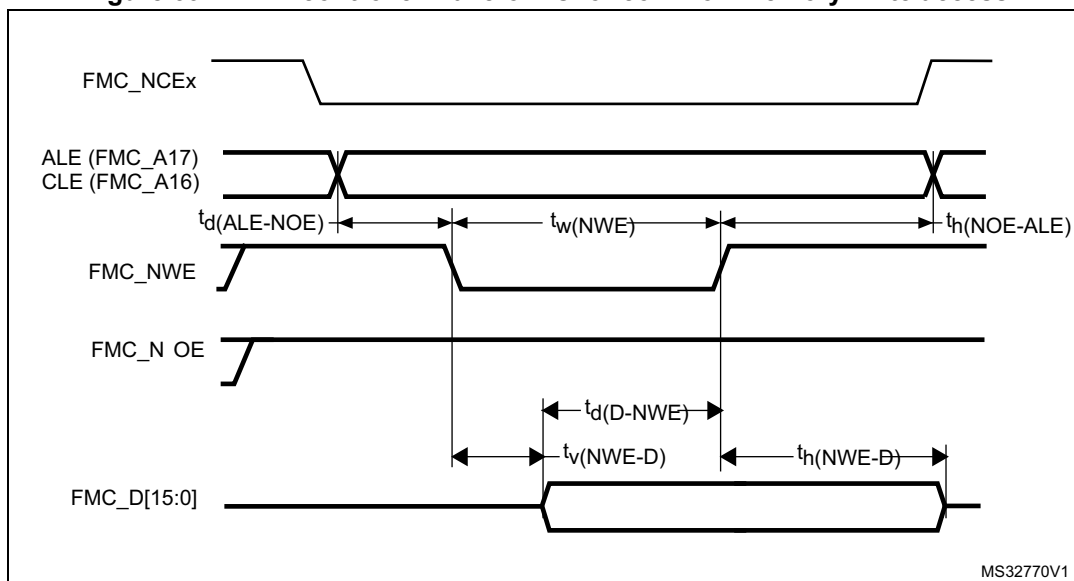 FMC_NCEx
ALE (FMC_A17)
CLE (FMC_A16)
td(ALE-NOE)
tw(NWE)
th(NOE-ALE)
FMC_NWE
FMC_N OE
td(D-NWE)
tv(NWE-D)
th(NWE-D)
FMC_D[15:0]
MS32770V1